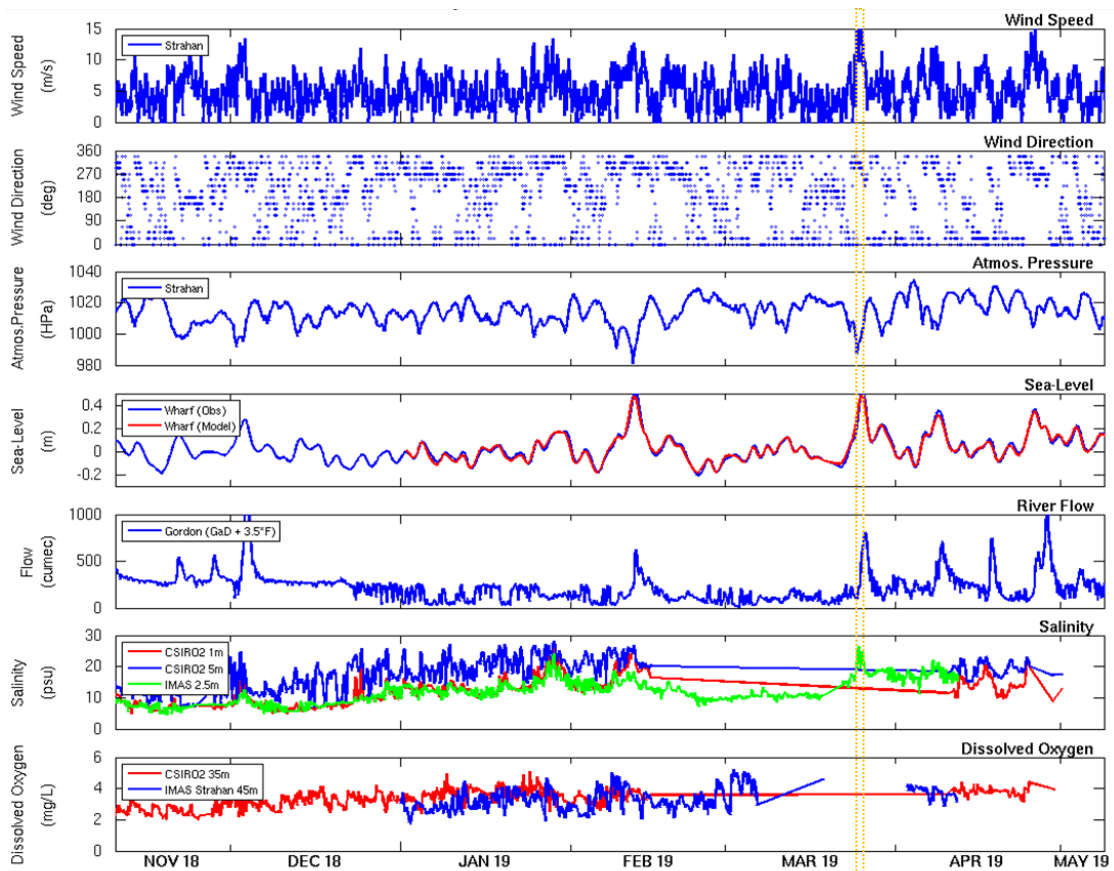 Wind Speed
Wind Speed
(m/s)
15
10
5
0
Strahan
Wind Direction
Wind Direction
(deg)
360
270
180
90
0
Atmos. Pressure
Atmos.Pressure
(HPa)
1040
1020
1000
980
Strahan
Sea-Level
Sea-Level
(m)
0.4
0.2
0
-0.2
Wharf (Obs)
Wharf (Model)
River Flow
Flow
(cumec)
1000
500
0
Gordon (GaD + 3.5*F)
Salinity
Salinity
(psu)
30
20
10
0
CSIRO2 1m
CSIRO2 5m
IMAS 2.5m
Dissolved Oxygen
Dissolved Oxygen
(mg/L)
6
4
2
0
CSIRO2 35m
IMAS Strahan 45m
NOV 18 DEC 18 JAN 19 FEB 19 MAR 19 APR 19 MAY 19